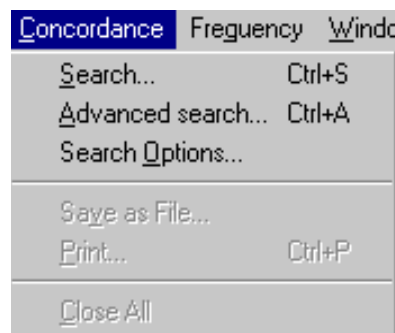 Concordance Frequency Windo
Search... Ctrl+S
Advanced search... Ctrl+A
Search Options...
Save as File...
Print... Ctrl+P
Close All